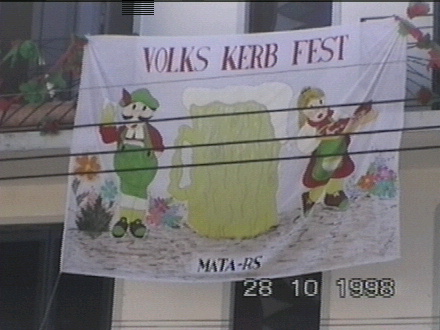 VOLKS KERB FEST
MATA-RS
28 10 1998